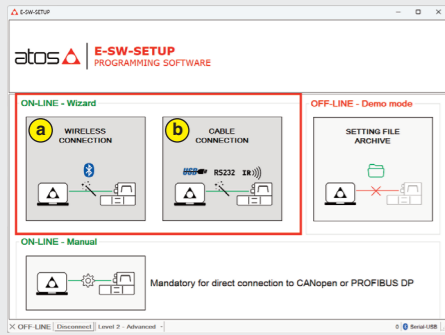 E-SW-SETUP
atos
E-SW-SETUP
PROGRAMMING SOFTWARE
ON-LINE - Wizard
OFF-LINE - Demo mode
a
WIRELESS
CONNECTION
b
CABLE
CONNECTION
SETTING FILE
ARCHIVE
USB RS232 IR
ON-LINE - Manual
Mandatory for direct connection to CANopen or PROFIBUS DP
OFF-LINE Disconnect Level 2 - Advanced 0 Serial-USB